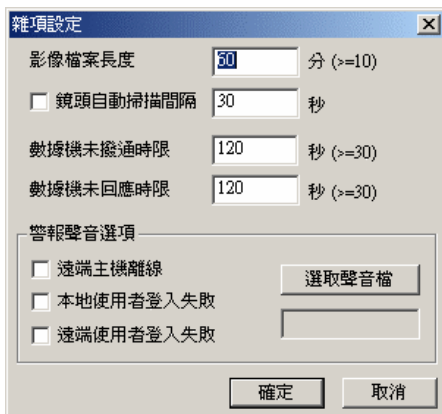 雜項設定
影像檔案長度 60 分 (>=10)
鏡頭自動掃描間隔 30 秒
數據機未撥通時限 120 秒 (>=30)
數據機未回應時限 120 秒 (>=30)
警報聲音選項
遠端主機離線
選取聲音檔
本地使用者登入失敗
遠端使用者登入失敗
確定 取消